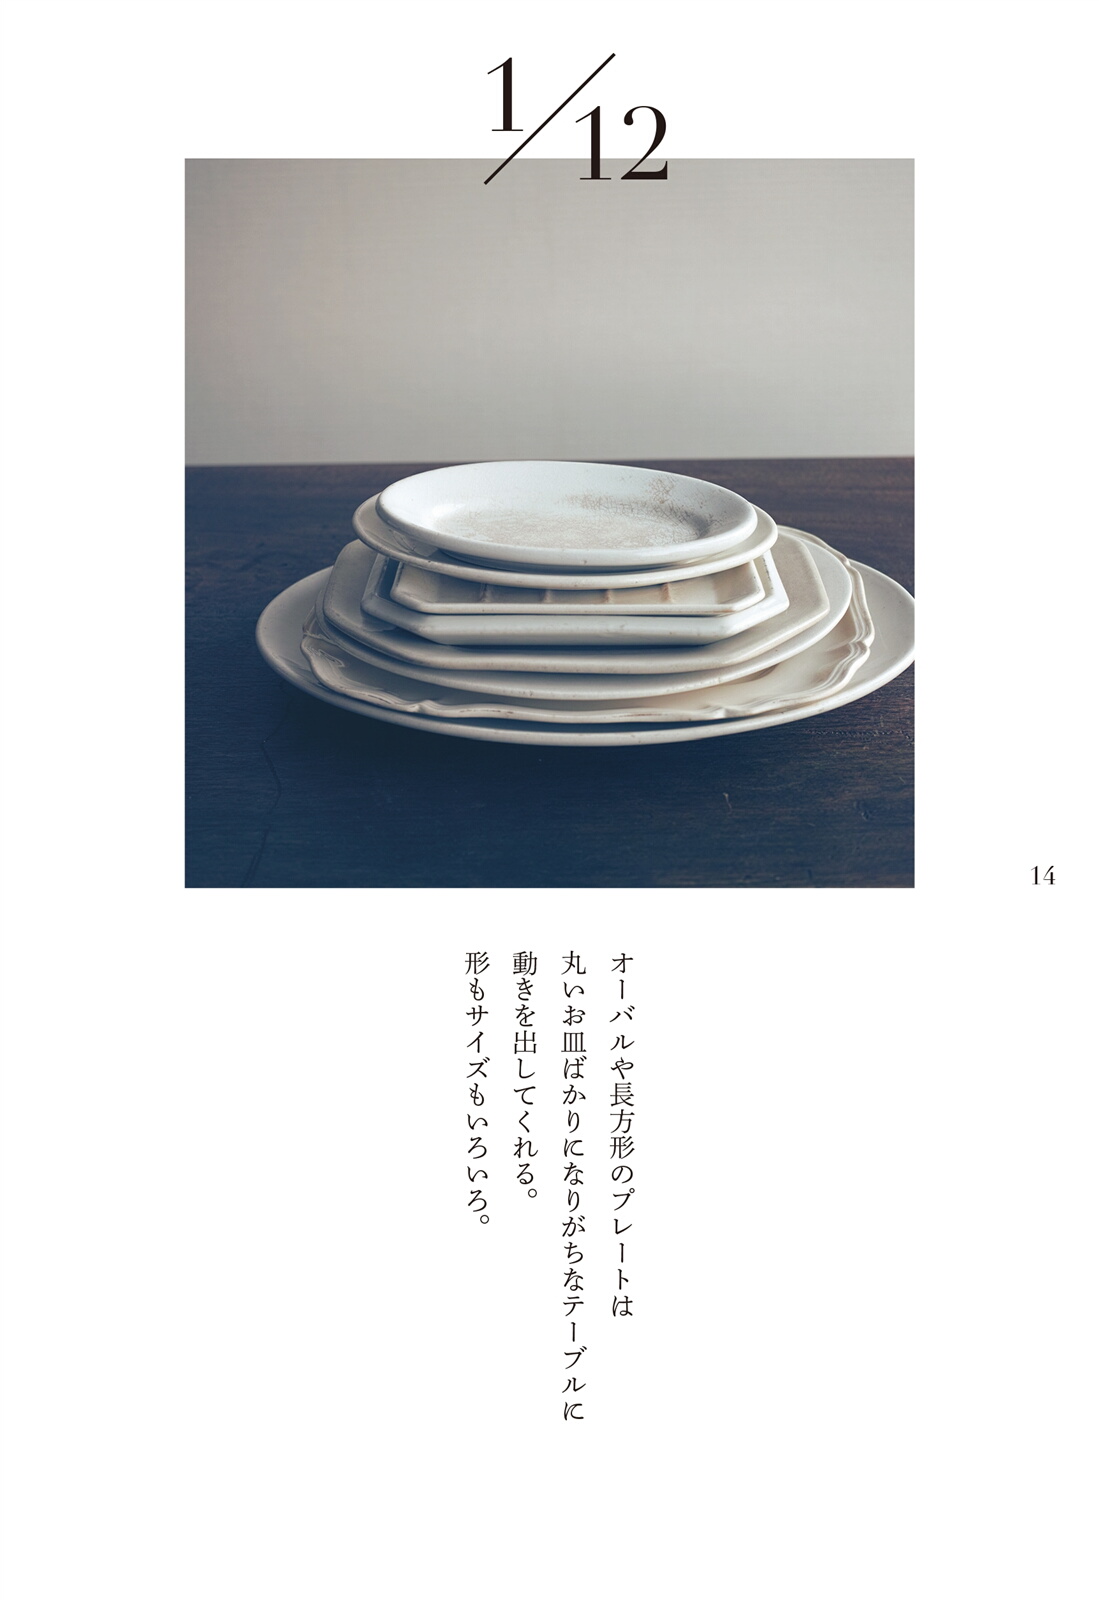 1/12
オーバルや長方形のプレートは
丸いお皿ばかりになりがちなテーブルに
動きを出してくれる。
形もサイズもいろいろ。
14